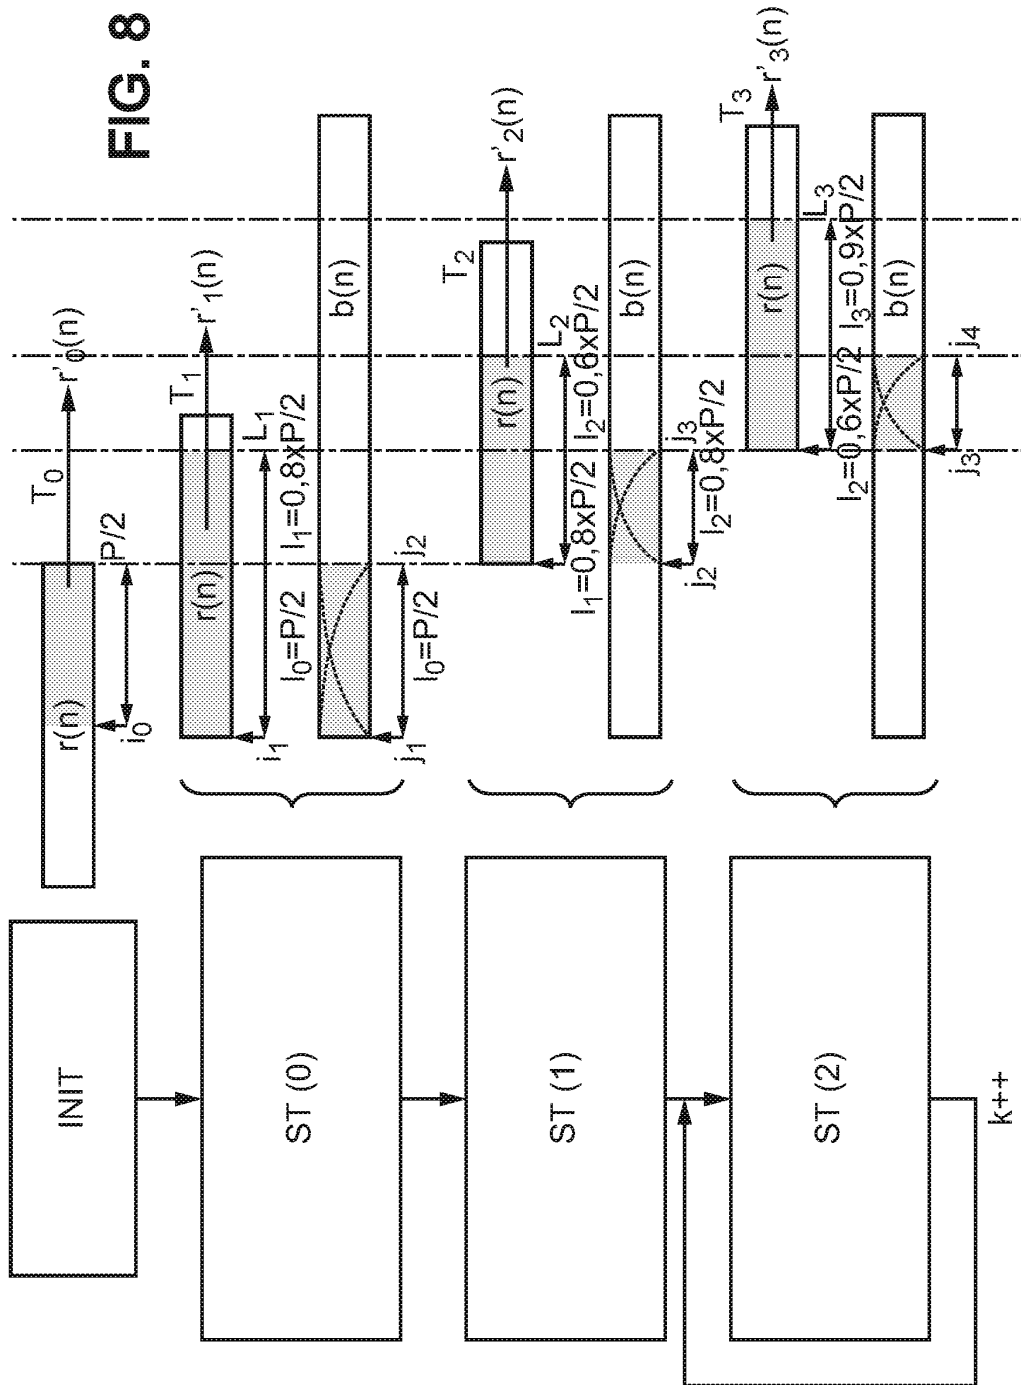 FIG. 8
INIT
ST (0)
ST (1)
ST (2)
k++
r(n)
T0
r'0(n)
i0
P/2
r(n)
T1
r'1(n)
i1
L1
l0=P/2
l1=0,8xP/2
b(n)
j1
j2
l0=P/2
r(n)
T2
r'2(n)
L2
l1=0,8xP/2
l2=0,6xP/2
b(n)
j2
j3
l2=0,8xP/2
r(n)
T3
r'3(n)
L3
l2=0,6xP/2
l3=0,9xP/2
b(n)
j3
j4